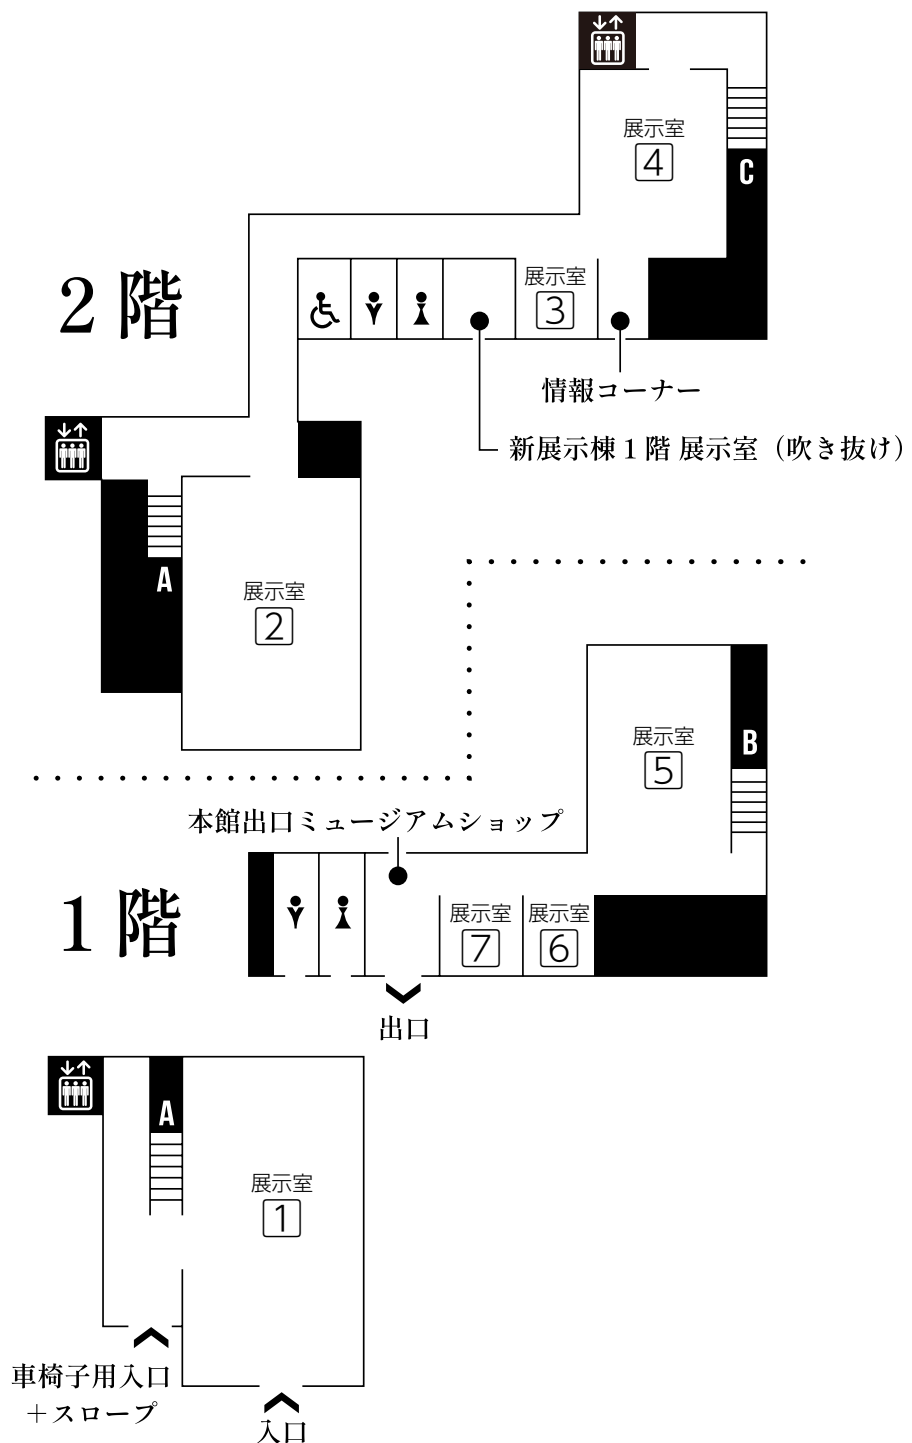 展示室
4
C
2階
展示室
3
情報コーナー
新展示棟1階 展示室（吹き抜け）
A
展示室
2
展示室
5
B
本館出口ミュージアムショップ
1階
展示室
7
展示室
6
出口
A
展示室
1
車椅子用入口
＋スロープ
入口